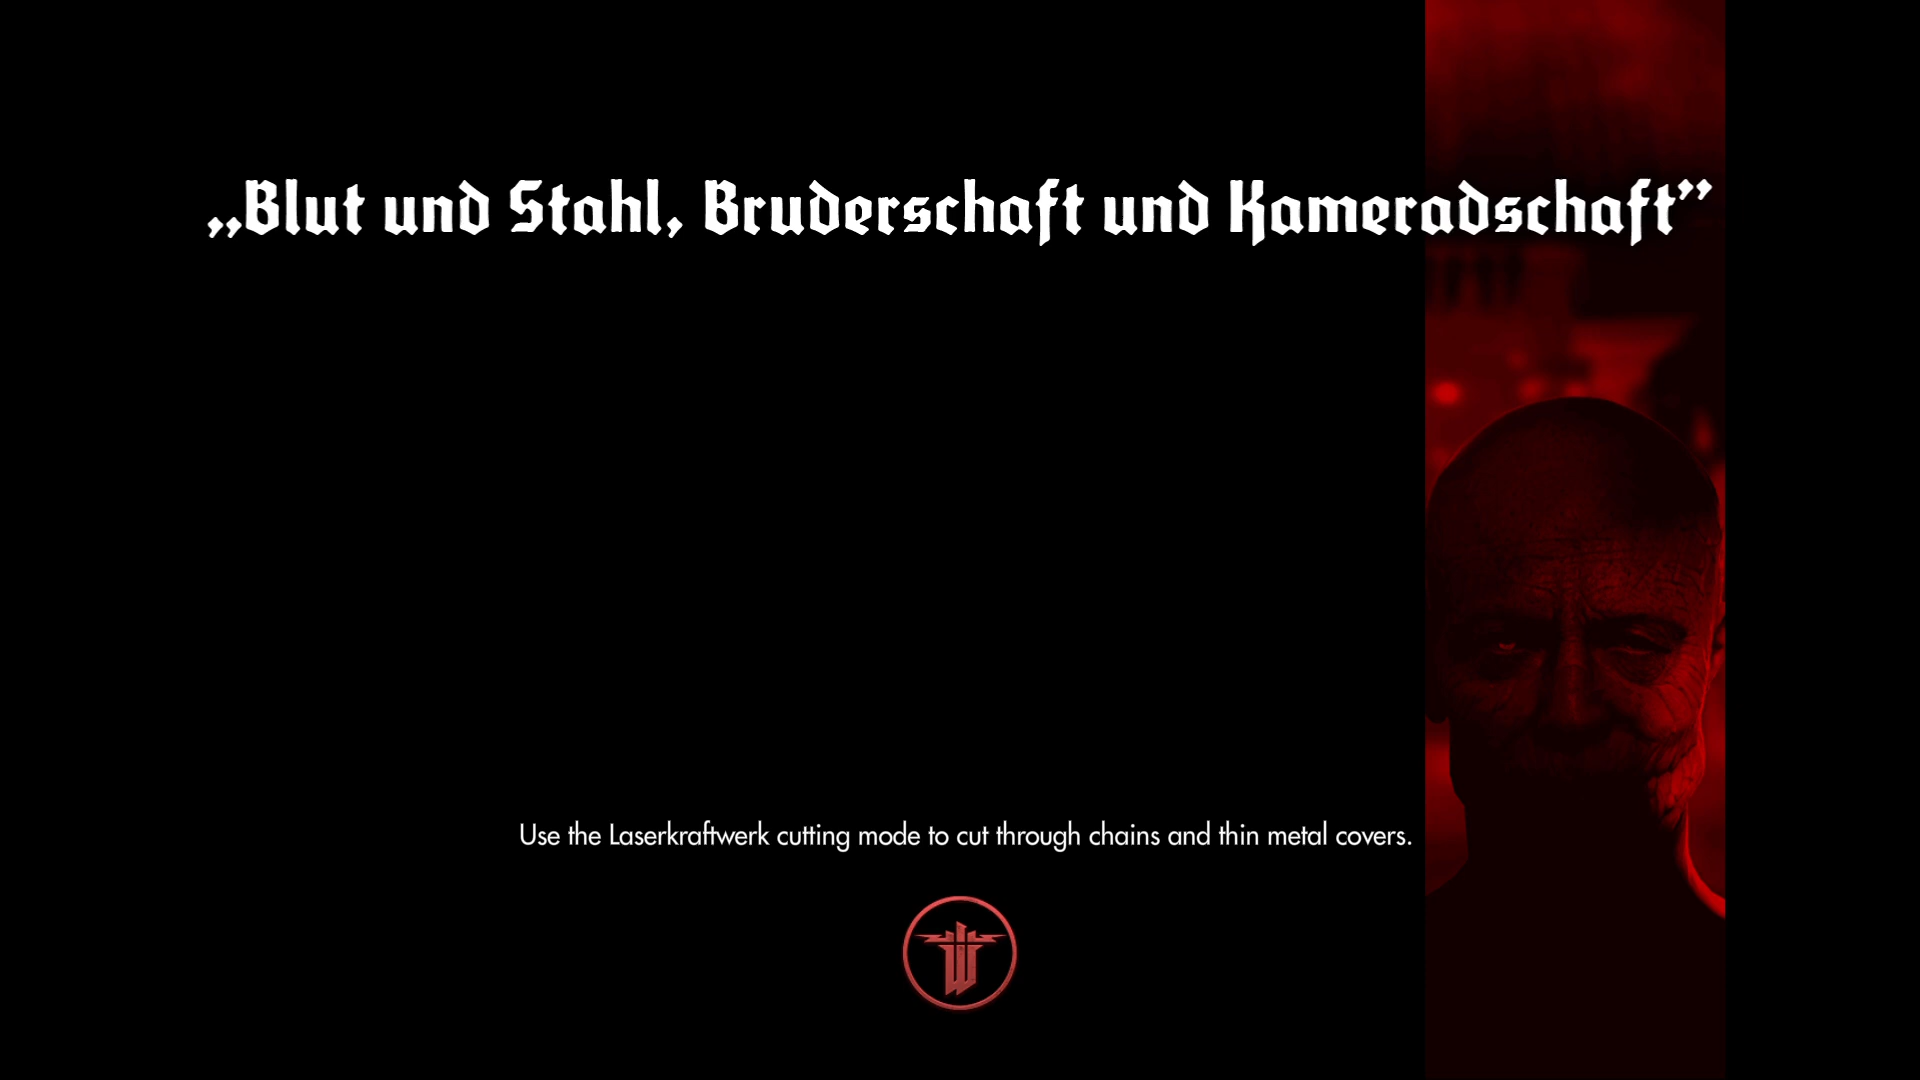 „Blut und Stahl, Bruderschaft und Kameradschaft”
Use the Laserkraftwerk cutting mode to cut through chains and thin metal covers.